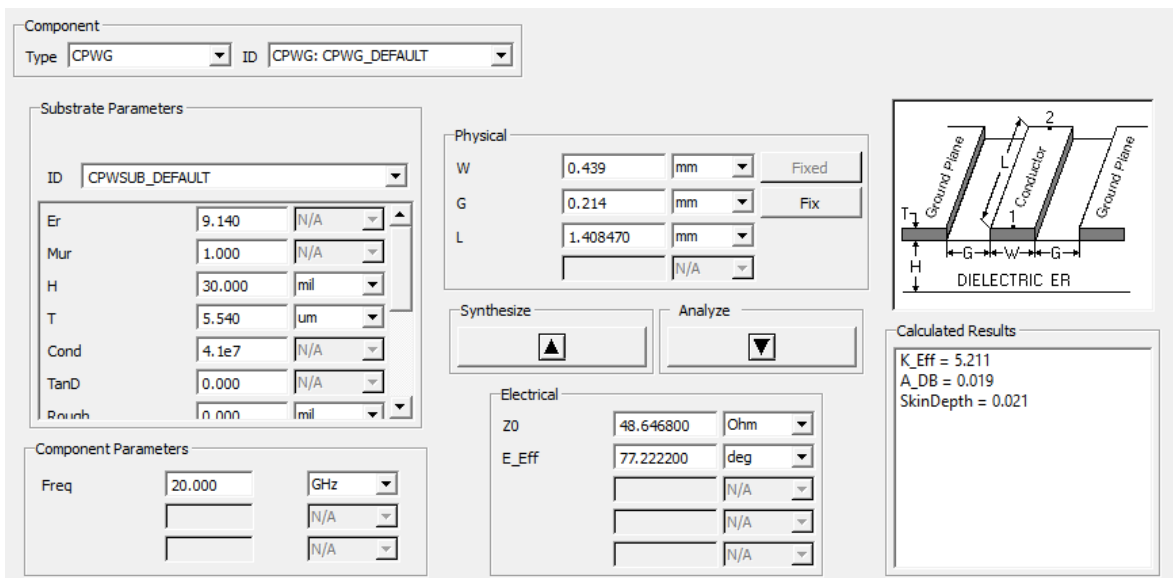 Component
Type CPWG ID CPWG: CPWG_DEFAULT
Substrate Parameters
ID CPWSUB_DEFAULT
Er 9.140 N/A
Mur 1.000 N/A
H 30.000 mil
T 5.540 um
Cond 4.1e7 N/A
TanD 0.000 N/A
Rough 0.000 mil
Component Parameters
Freq 20.000 GHz
N/A
N/A
Physical
W 0.439 mm Fixed
G 0.214 mm Fix
L 1.408470 mm
N/A
Synthesize
Analyze
Electrical
Z0 48.646800 Ohm
E_Eff 77.222200 deg
N/A
N/A
N/A
2
Ground Plane
L
Conductor
Ground Plane
T
1
G W G
H
DIELECTRIC ER
Calculated Results
K_Eff = 5.211
A_DB = 0.019
SkinDepth = 0.021